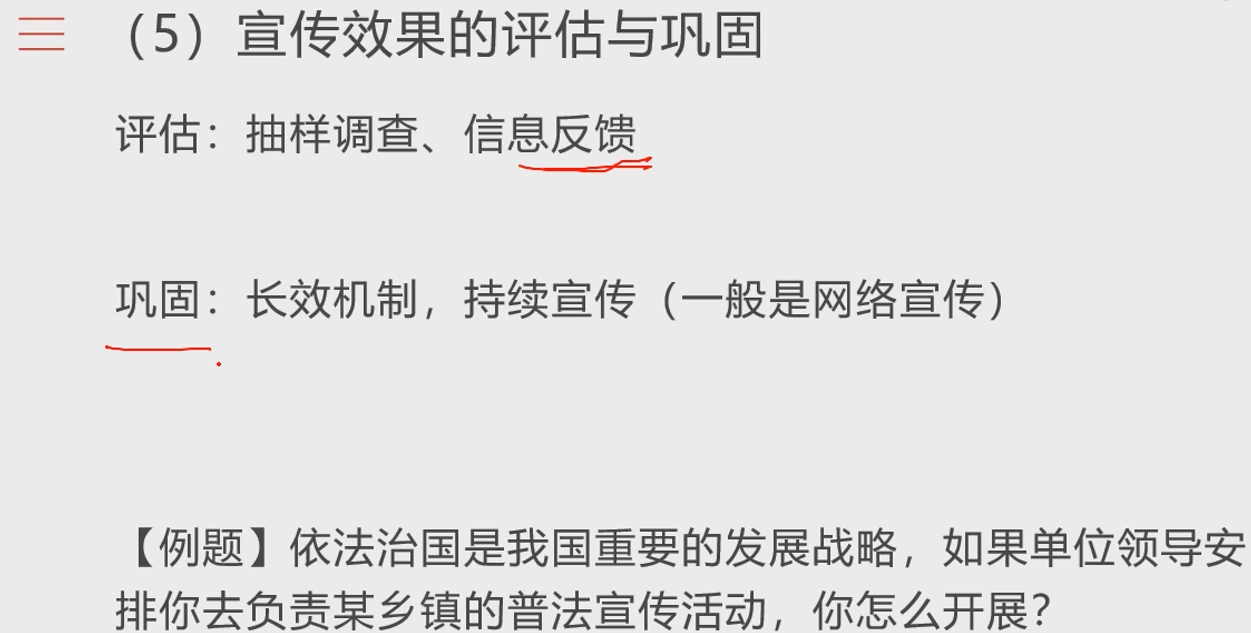 （5）宣传效果的评估与巩固
评估：抽样调查、信息反馈
巩固：长效机制，持续宣传（一般是网络宣传）
【例题】依法治国是我国重要的发展战略，如果单位领导安
排你去负责某乡镇的普法宣传活动，你怎么开展？